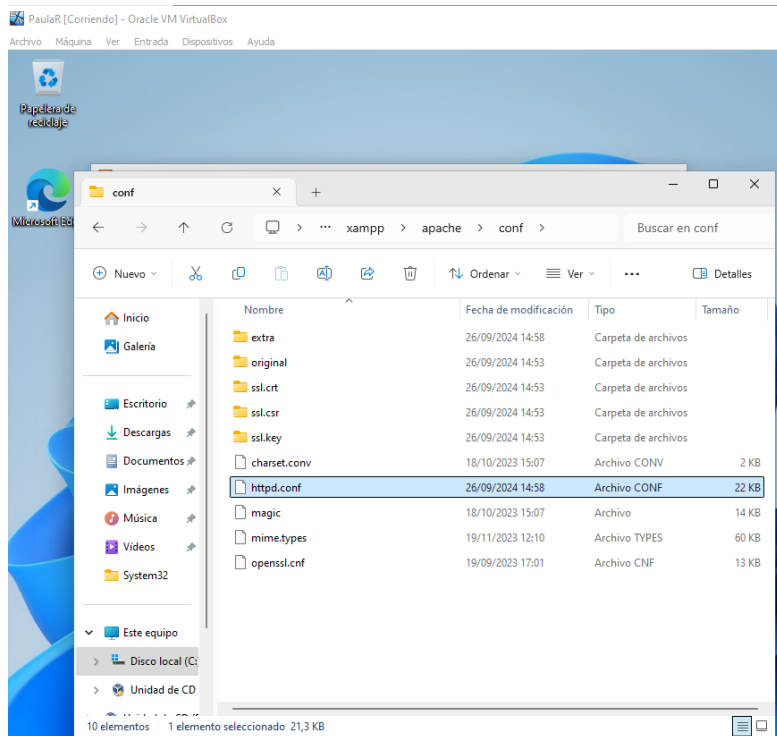 PaulaR [Corriendo] - Oracle VM VirtualBox
Archivo Máquina Ver Entrada Dispositivos Ayuda
Papelera de
reciclaje
Microsoft Ed
conf
xampp > apache > conf > Buscar en conf
Nuevo Ordenar Ver ... Detalles
Inicio
Galería
Escritorio
Descargas
Documentos
Imágenes
Música
Vídeos
System32
Este equipo
Disco local (C:
Unidad de CD
Nombre Fecha de modificación Tipo Tamaño
extra 26/09/2024 14:58 Carpeta de archivos
original 26/09/2024 14:53 Carpeta de archivos
ssl.crt 26/09/2024 14:53 Carpeta de archivos
ssl.csr 26/09/2024 14:53 Carpeta de archivos
ssl.key 26/09/2024 14:53 Carpeta de archivos
charset.conv 18/10/2023 15:07 Archivo CONV 2 KB
httpd.conf 26/09/2024 14:58 Archivo CONF 22 KB
magic 18/10/2023 15:07 Archivo 14 KB
mime.types 19/11/2023 12:10 Archivo TYPES 60 KB
openssl.cnf 19/09/2023 17:01 Archivo CNF 13 KB
10 elementos 1 elemento seleccionado 21,3 KB